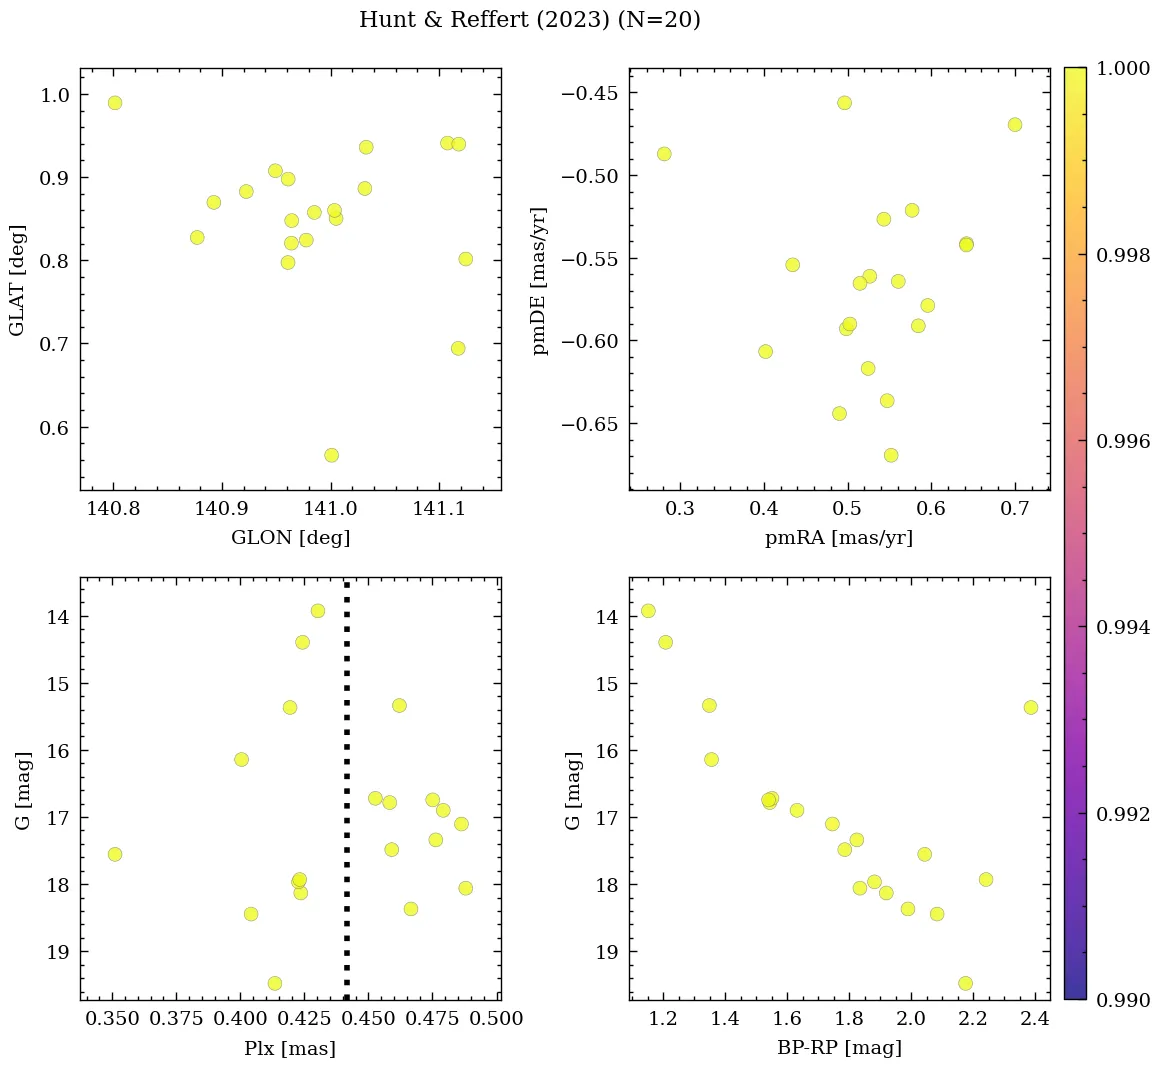 Hunt & Reffert (2023) (N=20)
1.0
0.9
0.8
0.7
0.6
GLAT [deg]
140.8 140.9 141.0 141.1
GLON [deg]
−0.45
−0.50
−0.55
−0.60
−0.65
pmDE [mas/yr]
0.3 0.4 0.5 0.6 0.7
pmRA [mas/yr]
14
15
16
17
18
19
G [mag]
0.350 0.375 0.400 0.425 0.450 0.475 0.500
Plx [mas]
14
15
16
17
18
19
G [mag]
1.2 1.4 1.6 1.8 2.0 2.2 2.4
BP-RP [mag]
1.000
0.998
0.996
0.994
0.992
0.990